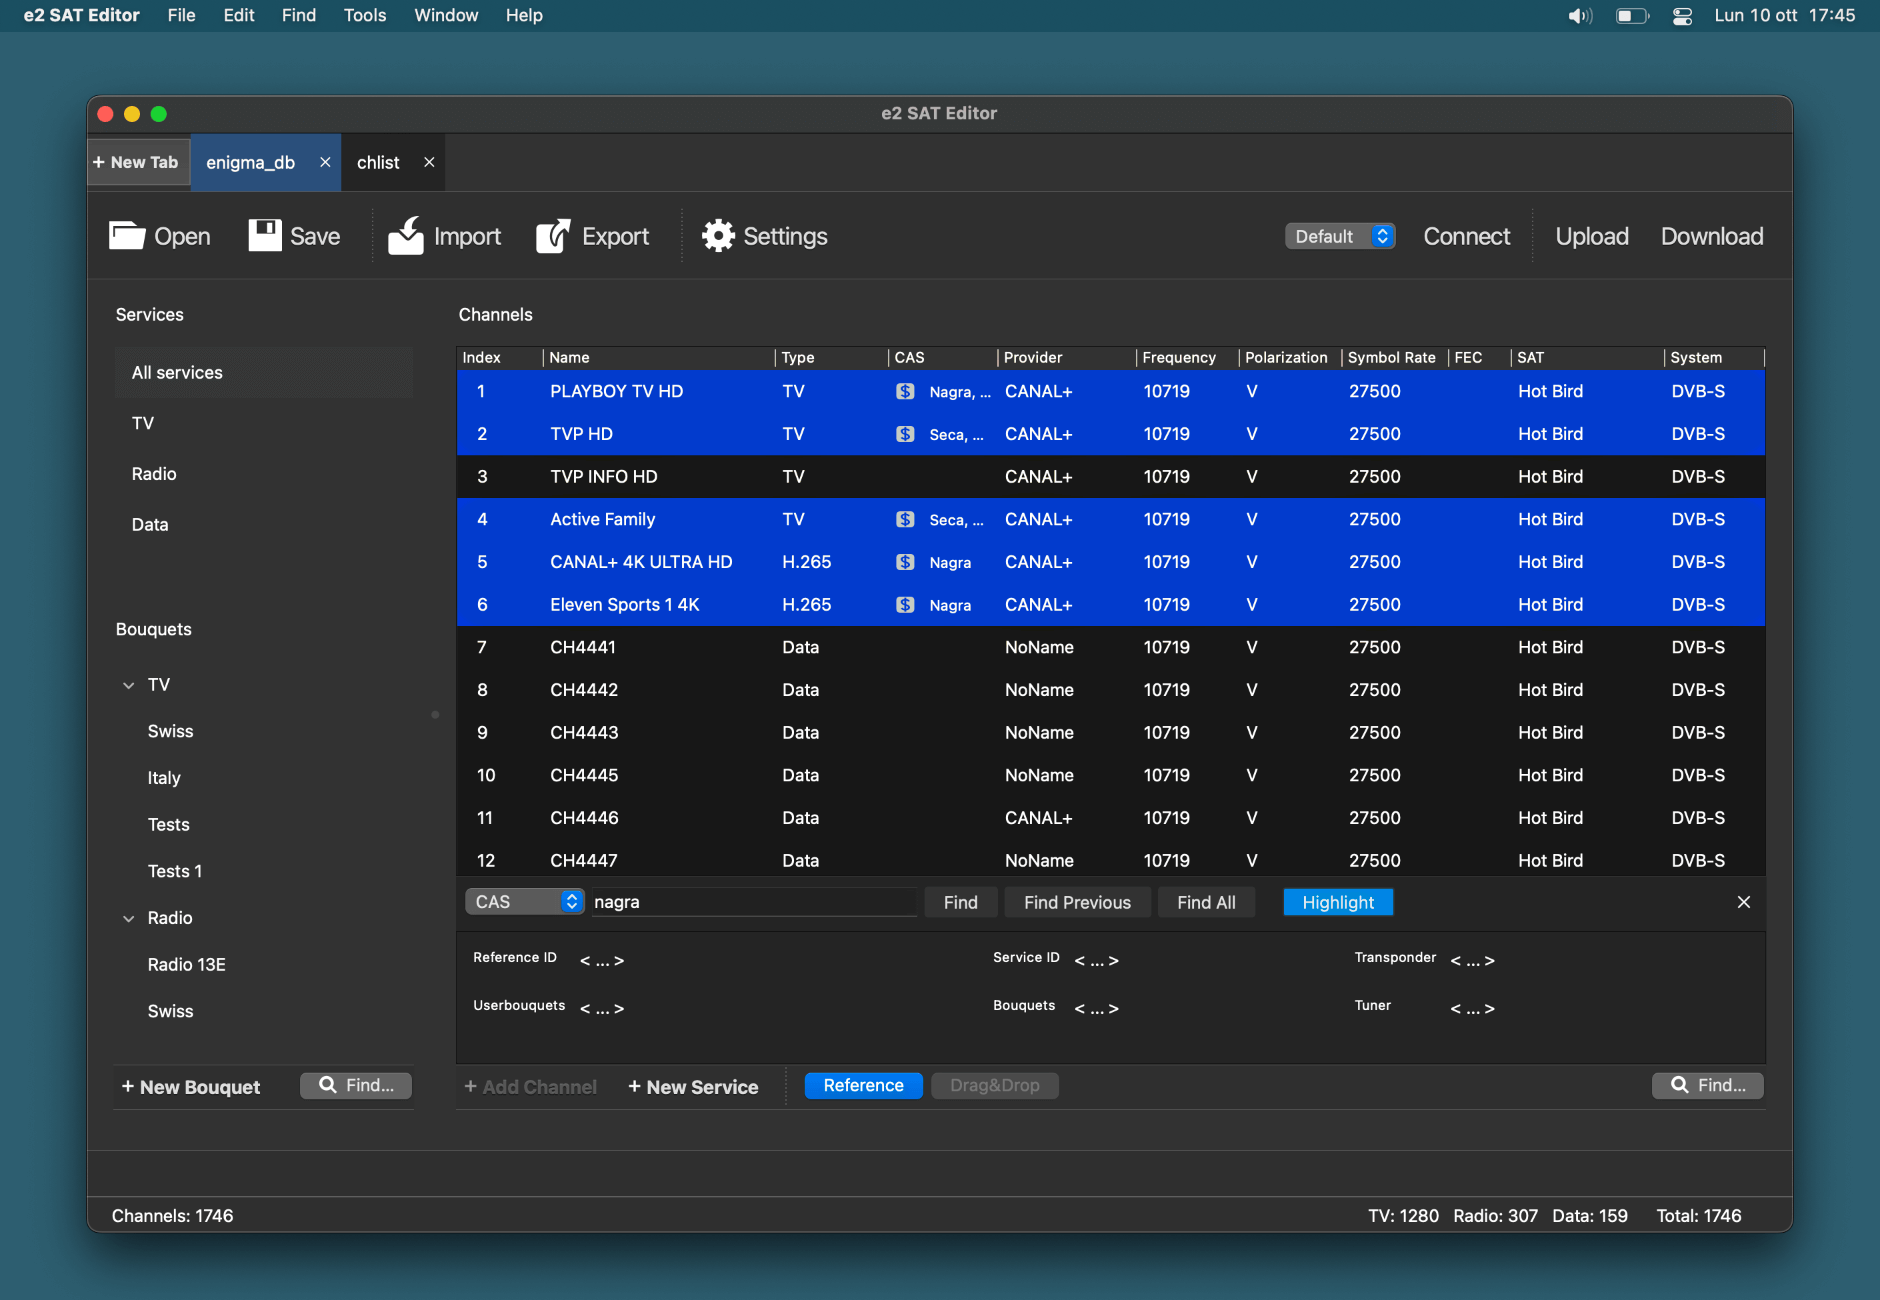 e2 SAT Editor File Edit Find Tools Window Help Lun 10 ott 17:45
e2 SAT Editor
+ New Tab enigma_db × chlist ×
Open Save Import Export Settings Default Connect Upload Download
Services
All services
TV
Radio
Data
Bouquets
TV
Swiss
Italy
Tests
Tests 1
Radio
Radio 13E
Swiss
+ New Bouquet Find...
Channels
Index Name Type CAS Provider Frequency Polarization Symbol Rate FEC SAT System
1 PLAYBOY TV HD TV $ Nagra, ... CANAL+ 10719 V 27500 Hot Bird DVB-S
2 TVP HD TV $ Seca, ... CANAL+ 10719 V 27500 Hot Bird DVB-S
3 TVP INFO HD TV CANAL+ 10719 V 27500 Hot Bird DVB-S
4 Active Family TV $ Seca, ... CANAL+ 10719 V 27500 Hot Bird DVB-S
5 CANAL+ 4K ULTRA HD H.265 $ Nagra CANAL+ 10719 V 27500 Hot Bird DVB-S
6 Eleven Sports 1 4K H.265 $ Nagra CANAL+ 10719 V 27500 Hot Bird DVB-S
7 CH4441 Data NoName 10719 V 27500 Hot Bird DVB-S
8 CH4442 Data NoName 10719 V 27500 Hot Bird DVB-S
9 CH4443 Data NoName 10719 V 27500 Hot Bird DVB-S
10 CH4445 Data NoName 10719 V 27500 Hot Bird DVB-S
11 CH4446 Data CANAL+ 10719 V 27500 Hot Bird DVB-S
12 CH4447 Data NoName 10719 V 27500 Hot Bird DVB-S
CAS nagra Find Find Previous Find All Highlight ×
Reference ID < ... > Service ID < ... > Transponder < ... >
Userbouquets < ... > Bouquets < ... > Tuner < ... >
+ Add Channel + New Service Reference Drag&Drop Find...
Channels: 1746 TV: 1280 Radio: 307 Data: 159 Total: 1746